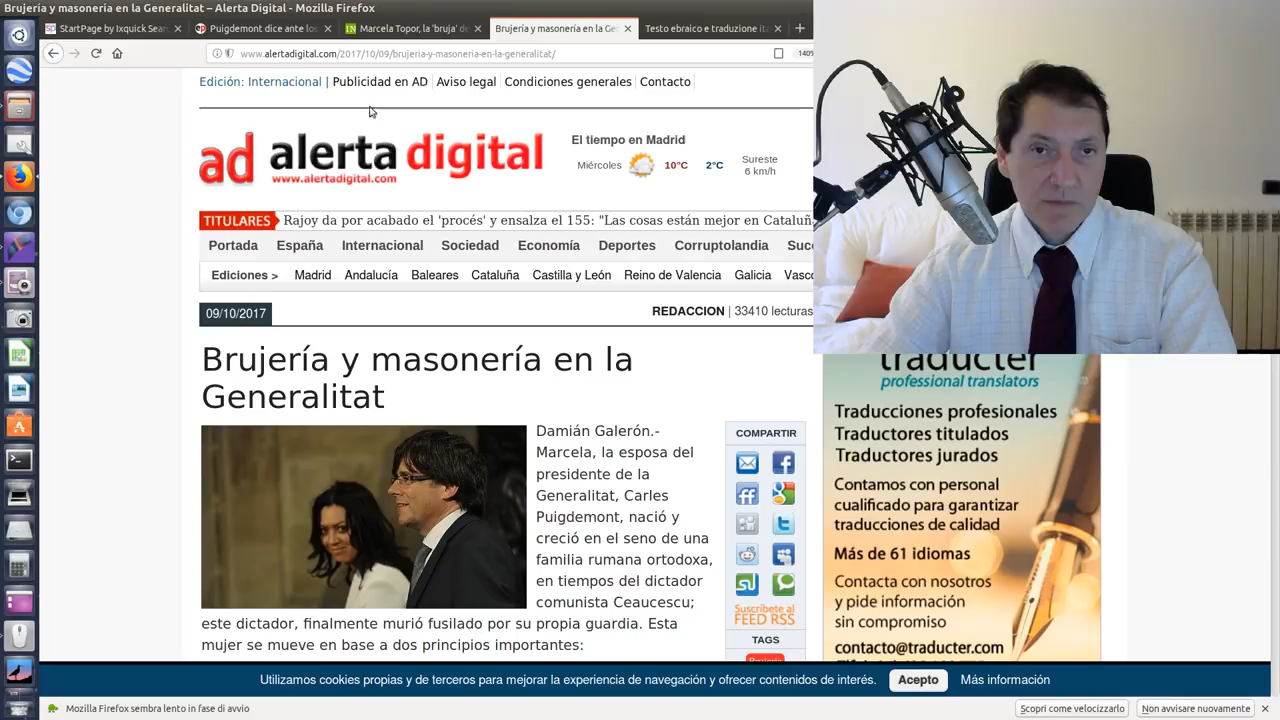 Brujería y masonería en la Generalitat – Alerta Digital - Mozilla Firefox
StartPage by Ixquick Sear
Puigdemont dice ante los
Marcela Topor, la 'bruja' de
Brujería y masonería en la Ge
Testo ebraico e traduzione it
www.alertadigital.com/2017/10/09/brujeria-y-masoneria-en-la-generalitat/
140%
Edición: Internacional | Publicidad en AD Aviso legal Condiciones generales Contacto
ad alerta digital
www.alertadigital.com
El tiempo en Madrid
Miércoles 10°C 2°C Sureste
6 km/h
TITULARES Rajoy da por acabado el 'procés' y ensalza el 155: "Las cosas están mejor en Cataluñ
Portada España Internacional Sociedad Economía Deportes Corruptolandia Suc
Ediciones > Madrid Andalucía Baleares Cataluña Castilla y León Reino de Valencia Galicia Vasc
09/10/2017
REDACCION | 33410 lecturas
Brujería y masonería en la
Generalitat
Damián Galerón.-
Marcela, la esposa del
presidente de la
Generalitat, Carles
Puigdemont, nació y
creció en el seno de una
familia rumana ortodoxa,
en tiempos del dictador
comunista Ceaucescu;
este dictador, finalmente murió fusilado por su propia guardia. Esta
mujer se mueve en base a dos principios importantes:
COMPARTIR
Suscríbete al
FEED RSS
TAGS
traducter
professional translators
Traducciones profesionales
Traductores titulados
Traductores jurados
Contamos con personal
cualificado para garantizar
traducciones de calidad
Más de 61 idiomas
Contacta con nosotros
y pide información
sin compromiso
contacto@traducter.com
Utilizamos cookies propias y de terceros para mejorar la experiencia de navegación y ofrecer contenidos de interés. Acepto Más información
Mozilla Firefox sembra lento in fase di avvio
Scopri come velocizzarlo
Non avvisare nuovamente